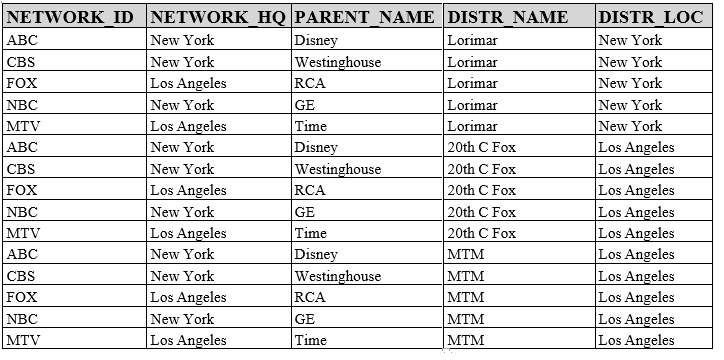 NETWORK_ID NETWORK_HQ PARENT_NAME DISTR_NAME DISTR_LOC
ABC New York Disney Lorimar New York
CBS New York Westinghouse Lorimar New York
FOX Los Angeles RCA Lorimar New York
NBC New York GE Lorimar New York
MTV Los Angeles Time Lorimar New York
ABC New York Disney 20th C Fox Los Angeles
CBS New York Westinghouse 20th C Fox Los Angeles
FOX Los Angeles RCA 20th C Fox Los Angeles
NBC New York GE 20th C Fox Los Angeles
MTV Los Angeles Time 20th C Fox Los Angeles
ABC New York Disney MTM Los Angeles
CBS New York Westinghouse MTM Los Angeles
FOX Los Angeles RCA MTM Los Angeles
NBC New York GE MTM Los Angeles
MTV Los Angeles Time MTM Los Angeles